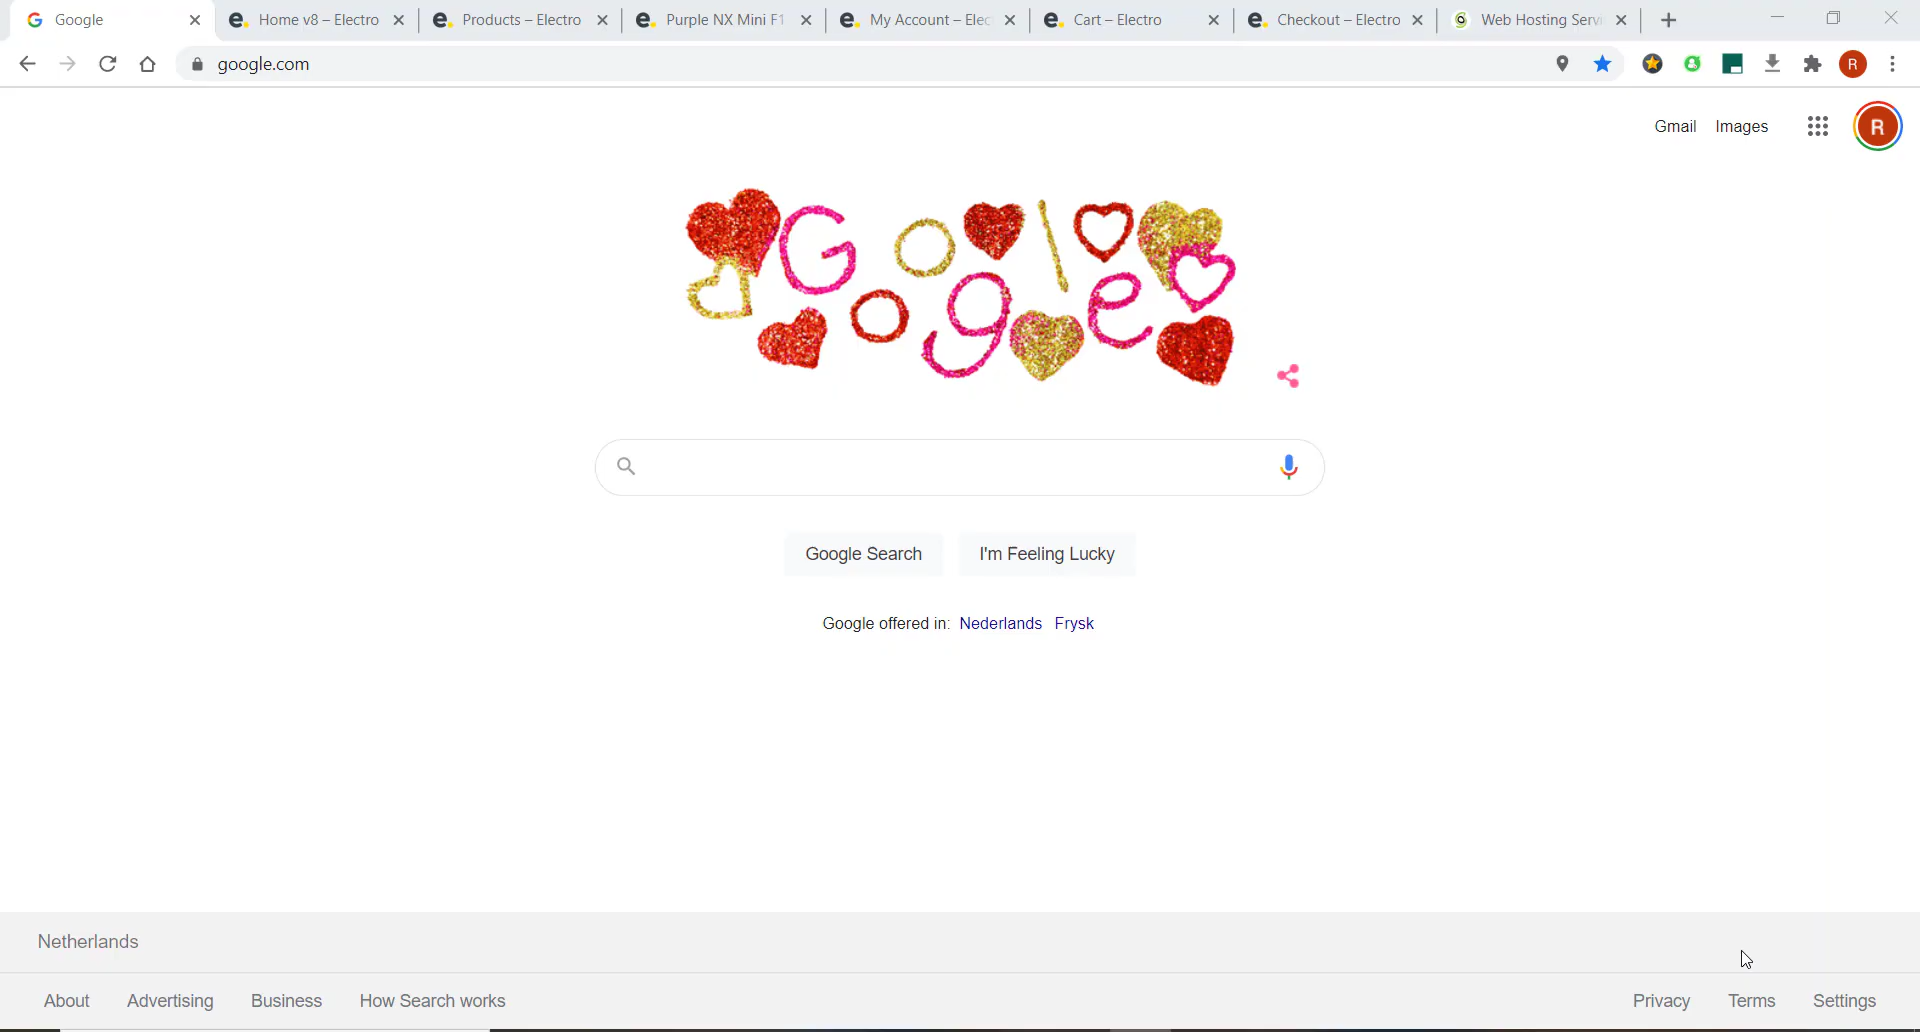 Google Home v8 – Electro Products – Electro Purple NX Mini F1 My Account – Elec Cart – Electro Checkout – Electro Web Hosting Servi
google.com R
Gmail Images R
Google
Google Search I'm Feeling Lucky
Google offered in: Nederlands Frysk
Netherlands
About Advertising Business How Search works Privacy Terms Settings